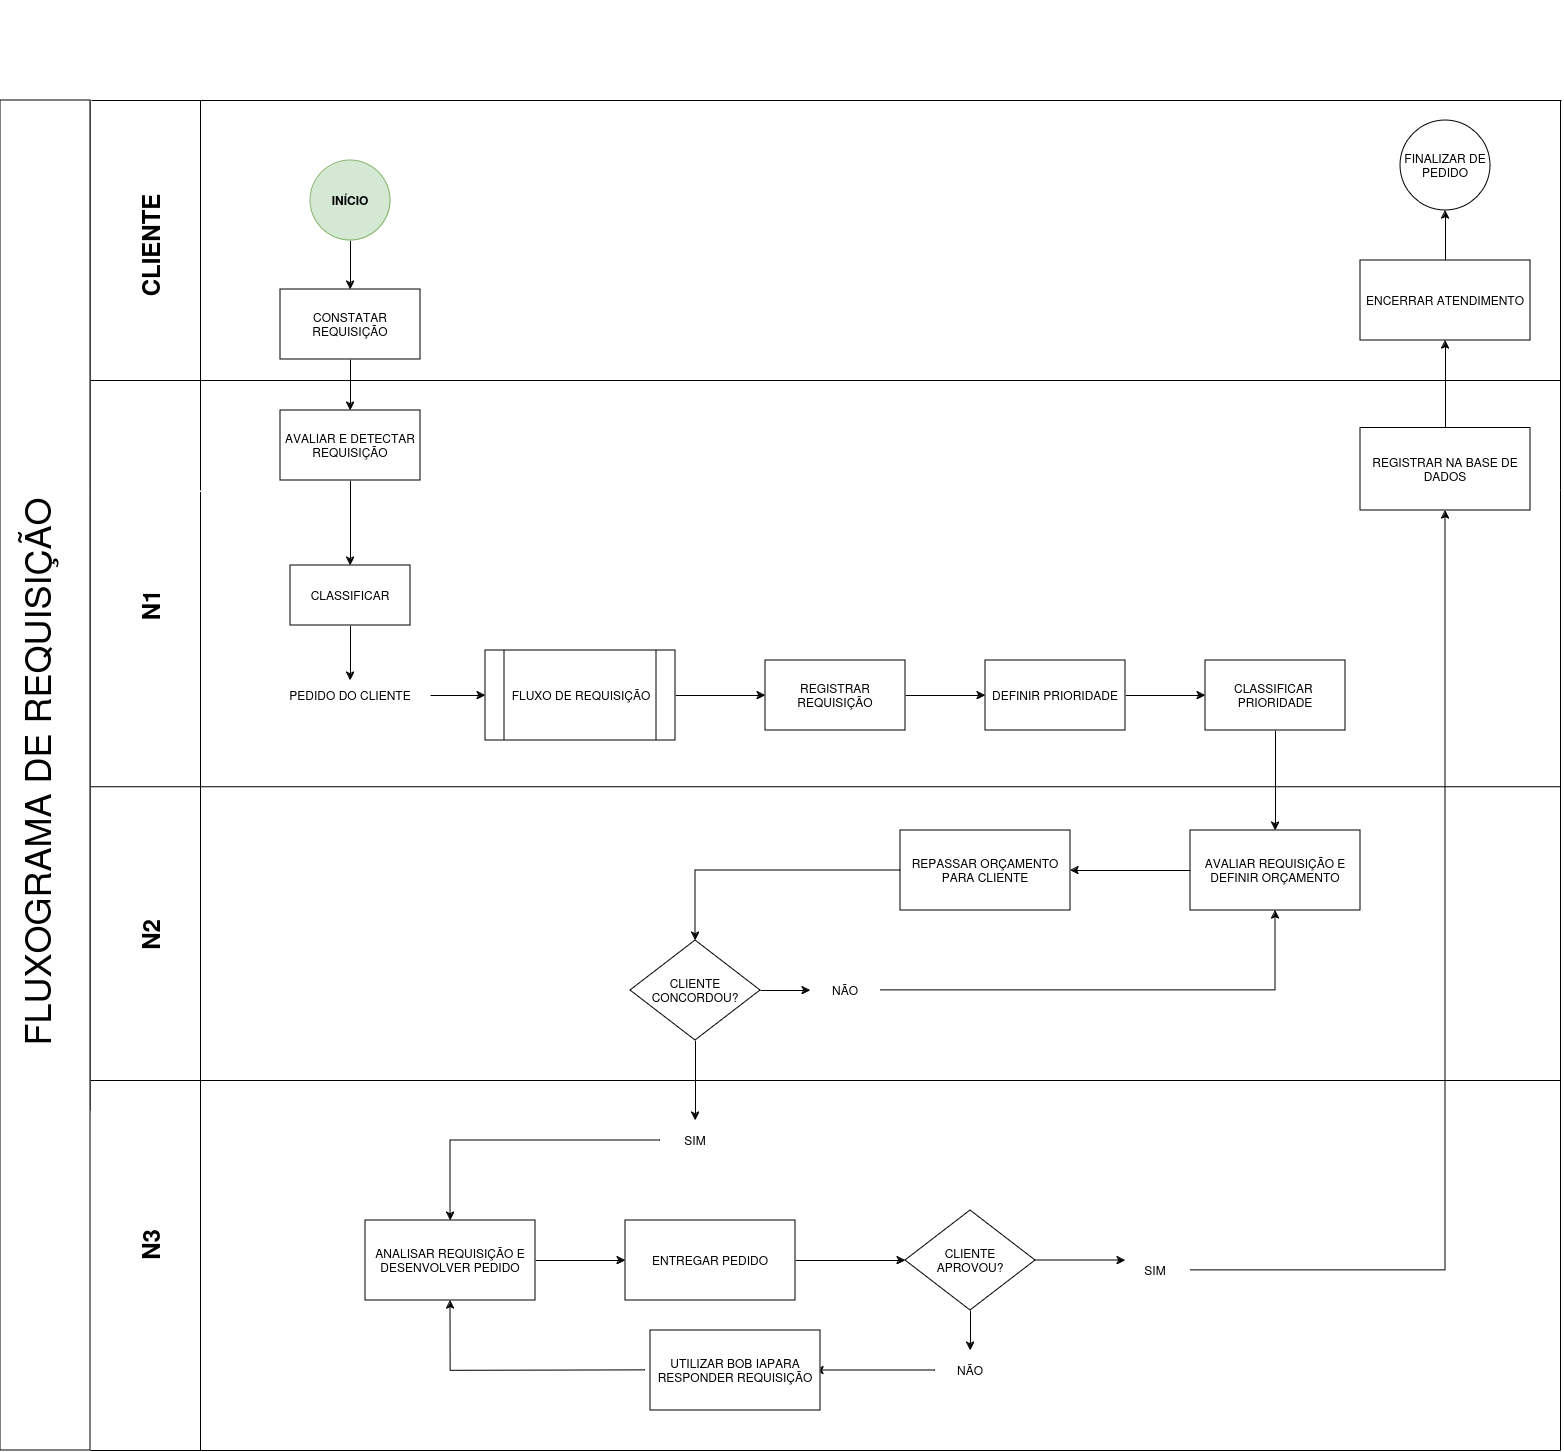 FLUXOGRAMA DE REQUISIÇÃO
CLIENTE
INÍCIO
CONSTATAR
REQUISIÇÃO
FINALIZAR DE
PEDIDO
ENCERRAR ATENDIMENTO
N1
AVALIAR E DETECTAR
REQUISIÇÃO
REGISTRAR NA BASE DE
DADOS
CLASSIFICAR
PEDIDO DO CLIENTE
FLUXO DE REQUISIÇÃO
REGISTRAR
REQUISIÇÃO
DEFINIR PRIORIDADE
CLASSIFICAR
PRIORIDADE
N2
AVALIAR REQUISIÇÃO E
DEFINIR ORÇAMENTO
REPASSAR ORÇAMENTO
PARA CLIENTE
CLIENTE
CONCORDOU?
NÃO
N3
SIM
ANALISAR REQUISIÇÃO E
DESENVOLVER PEDIDO
ENTREGAR PEDIDO
CLIENTE
APROVOU?
SIM
NÃO
UTILIZAR BOB IAPARA
RESPONDER REQUISIÇÃO